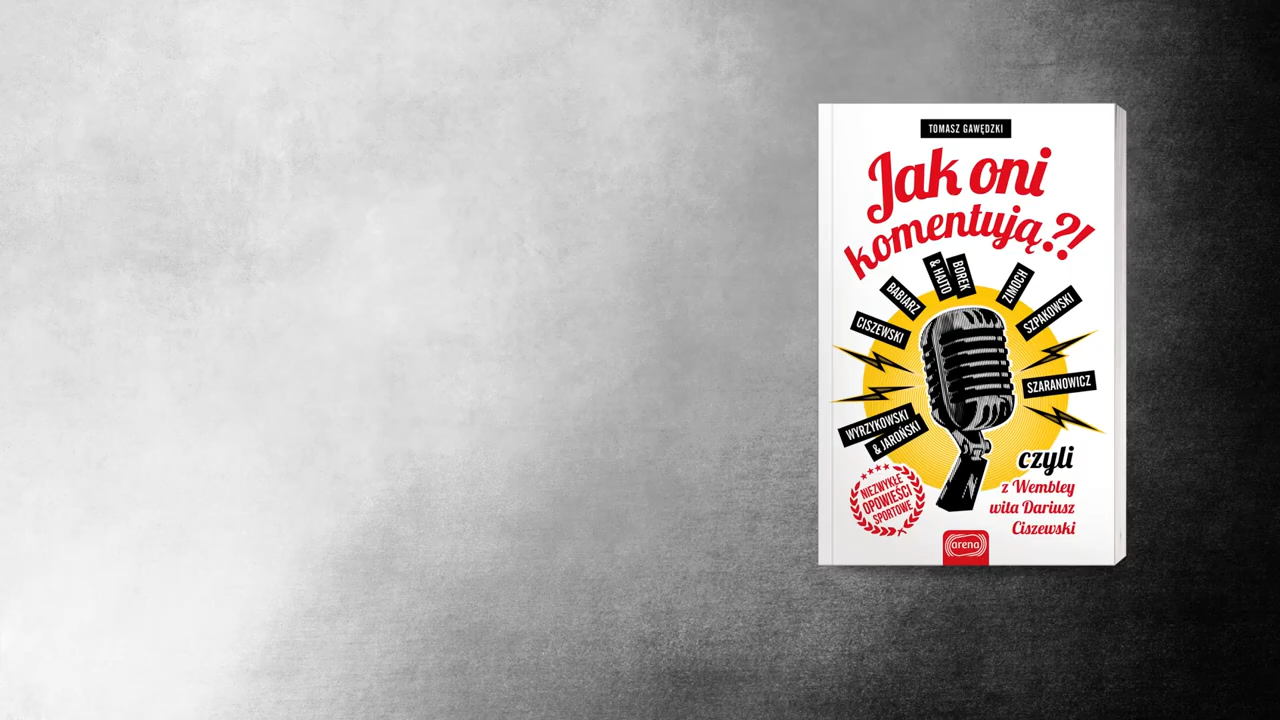 TOMASZ GAWĘDZKI
Jak oni
komentują?!
& HAJTO
BOREK
ZIMOCH
BABIARZ
SZPAKOWSKI
CISZEWSKI
SZARANOWICZ
WYRZYKOWSKI
& JAROŃSKI
czyli
z Wembley
wita Dariusz
Ciszewski
NIEZWYKŁE
OPOWIEŚCI
SPORTOWE
arena